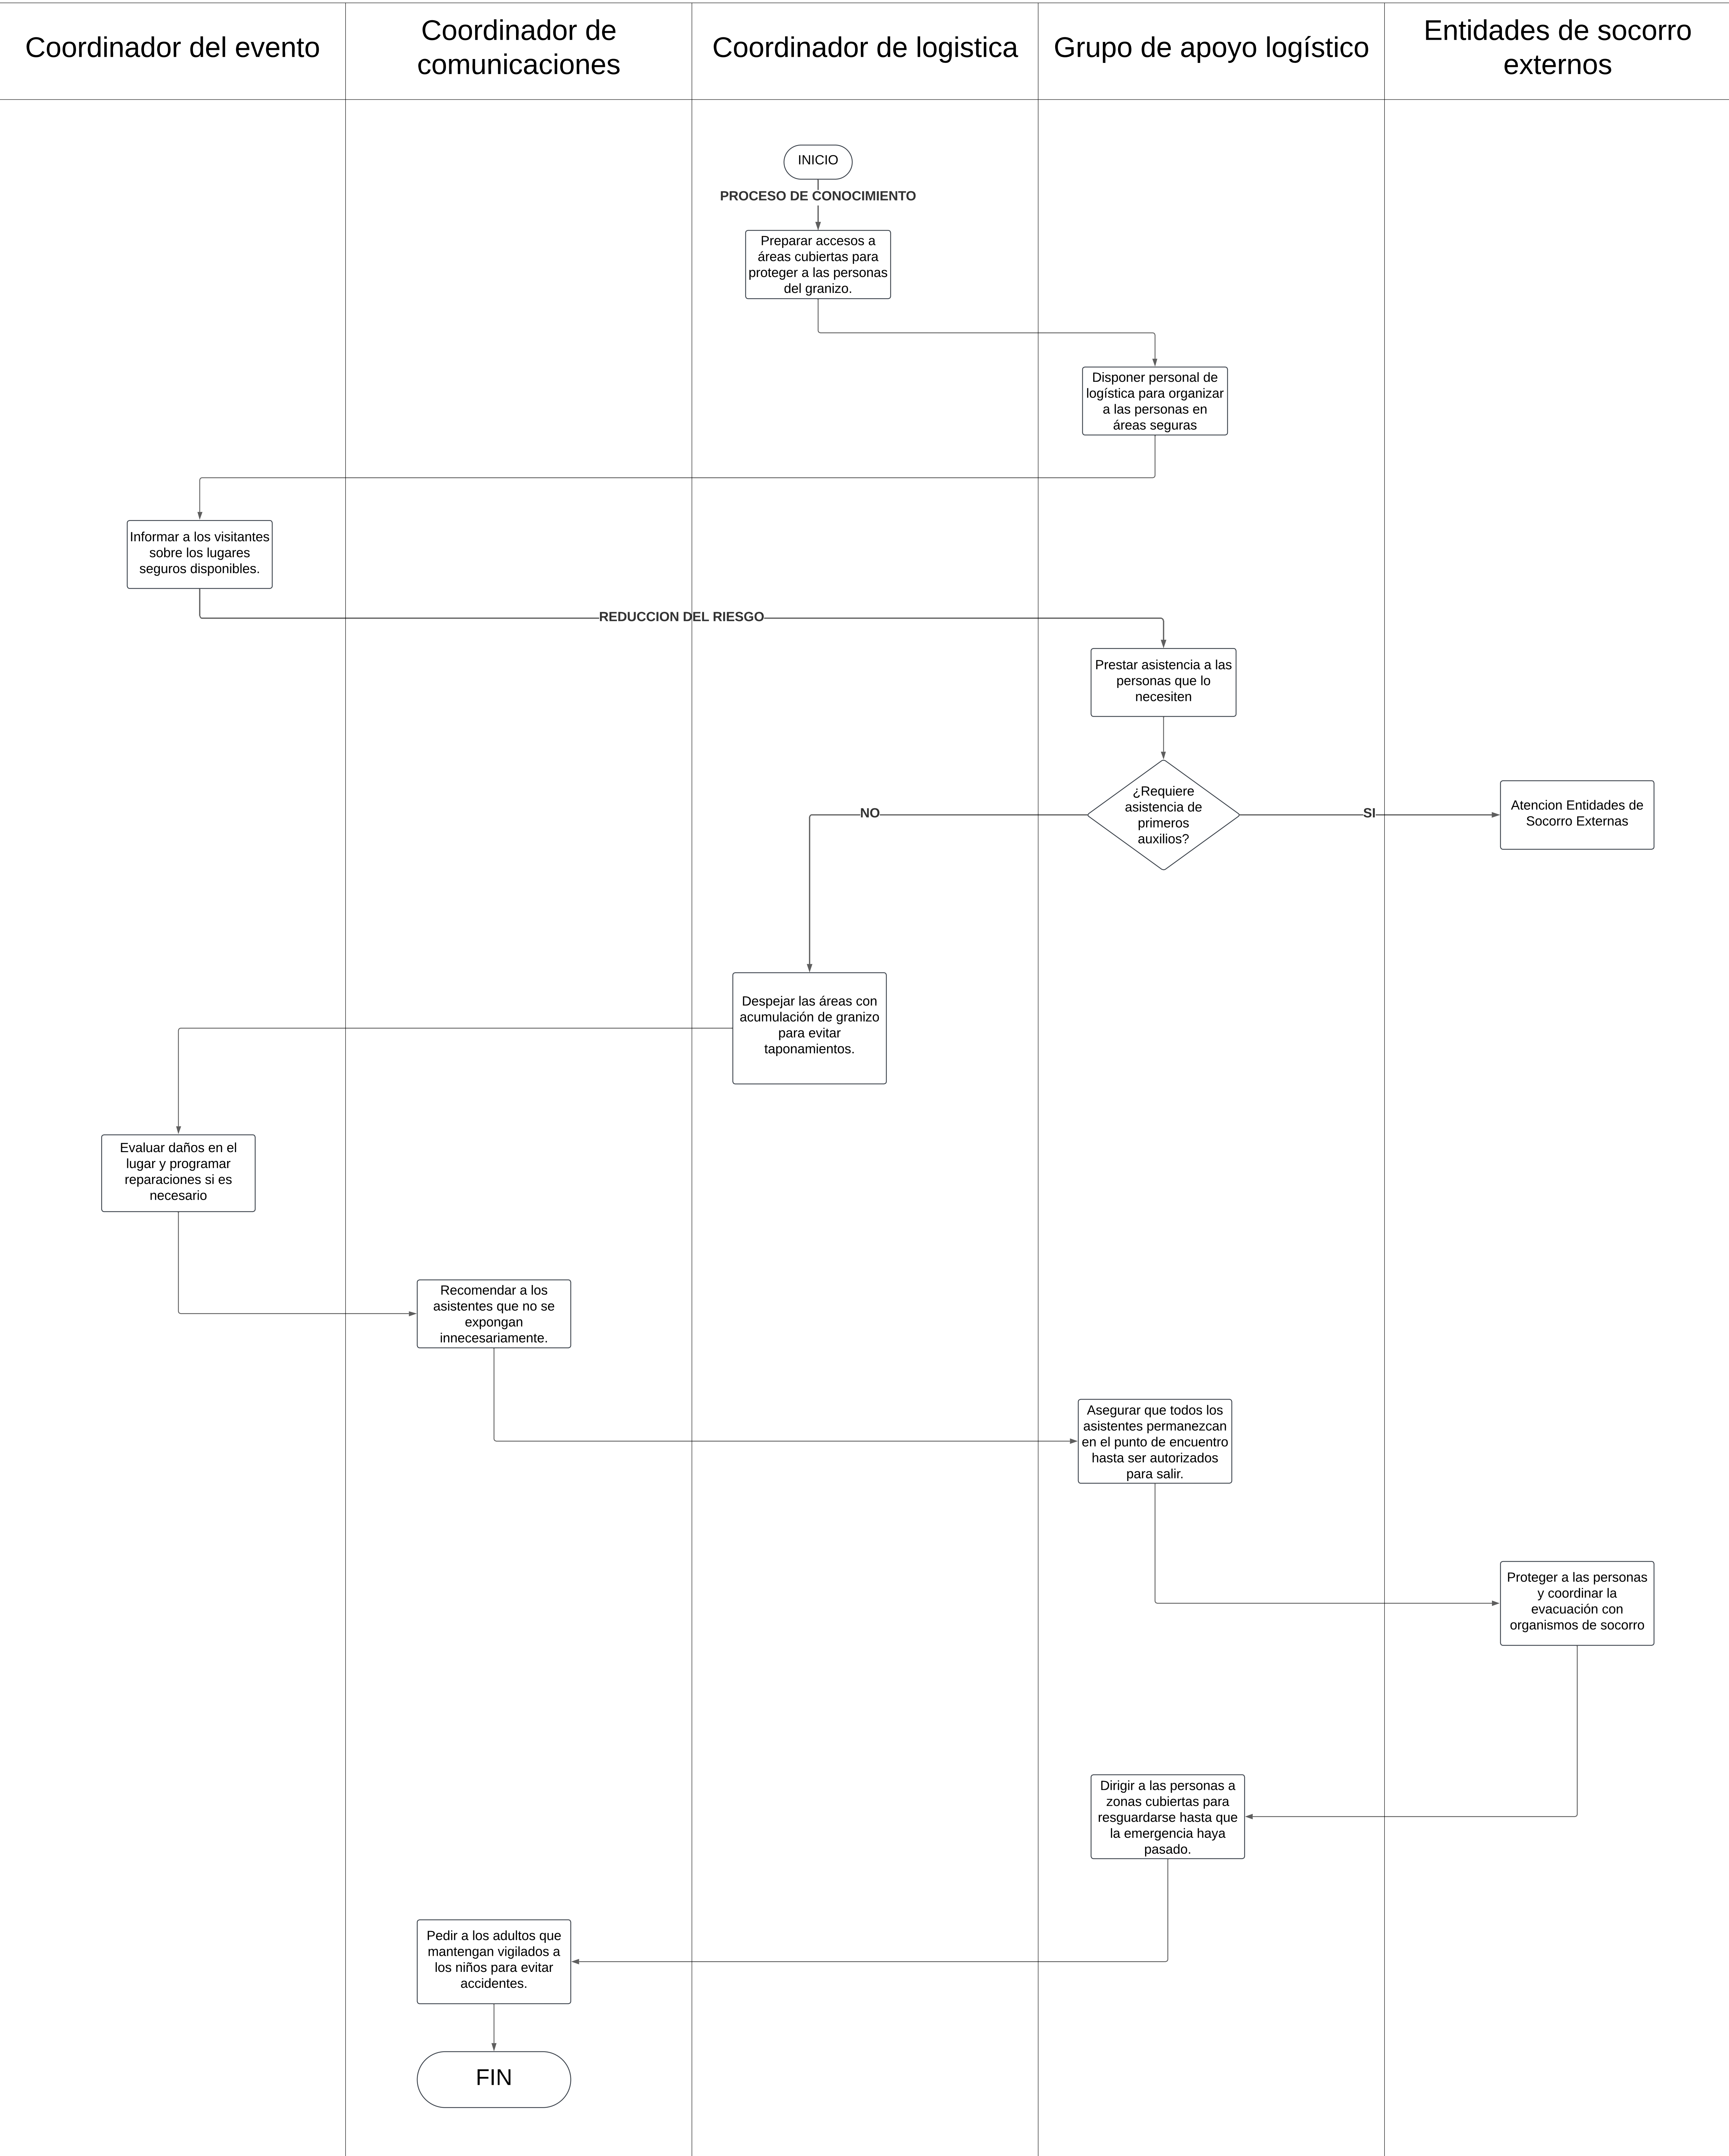 Coordinador del evento
Coordinador de
comunicaciones
Coordinador de logistica
Grupo de apoyo logístico
Entidades de socorro
externos
INICIO
PROCESO DE CONOCIMIENTO
Preparar accesos a
áreas cubiertas para
proteger a las personas
del granizo.
Disponer personal de
logística para organizar
a las personas en
áreas seguras
Informar a los visitantes
sobre los lugares
seguros disponibles.
REDUCCION DEL RIESGO
Prestar asistencia a las
personas que lo
necesiten
¿Requiere
asistencia de
primeros
auxilios?
NO
SI
Atencion Entidades de
Socorro Externas
Despejar las áreas con
acumulación de granizo
para evitar
taponamientos.
Evaluar daños en el
lugar y programar
reparaciones si es
necesario
Recomendar a los
asistentes que no se
expongan
innecesariamente.
Asegurar que todos los
asistentes permanezcan
en el punto de encuentro
hasta ser autorizados
para salir.
Proteger a las personas
y coordinar la
evacuación con
organismos de socorro
Dirigir a las personas a
zonas cubiertas para
resguardarse hasta que
la emergencia haya
pasado.
Pedir a los adultos que
mantengan vigilados a
los niños para evitar
accidentes.
FIN